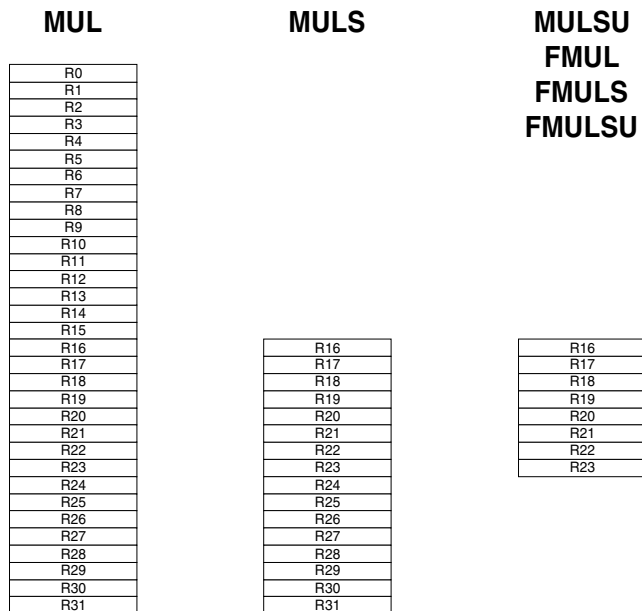 MUL
R0
R1
R2
R3
R4
R5
R6
R7
R8
R9
R10
R11
R12
R13
R14
R15
R16
R17
R18
R19
R20
R21
R22
R23
R24
R25
R26
R27
R28
R29
R30
R31
MULS
R16
R17
R18
R19
R20
R21
R22
R23
R24
R25
R26
R27
R28
R29
R30
R31
MULSU
FMUL
FMULS
FMULSU
R16
R17
R18
R19
R20
R21
R22
R23